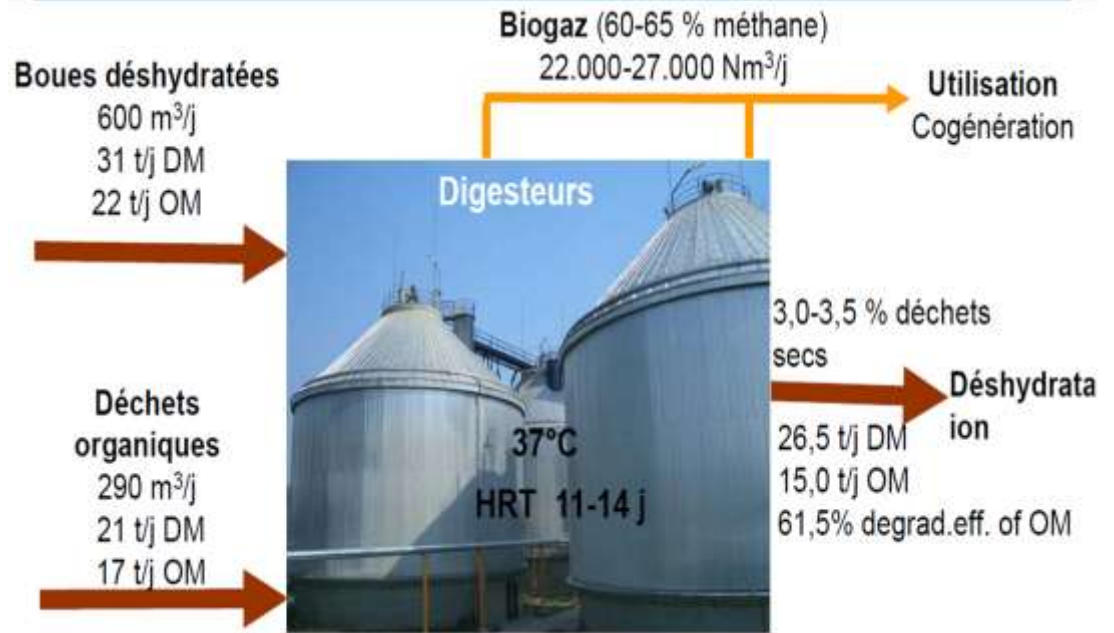 Biogaz (60-65 % méthane)
22.000-27.000 Nm³/j
Utilisation
Cogénération
Boues déshydratées
600 m³/j
31 t/j DM
22 t/j OM
Digesteurs
37°C
HRT 11-14 j
Déchets
organiques
290 m³/j
21 t/j DM
17 t/j OM
3,0-3,5 % déchets
secs
Déshydrata
ion
26,5 t/j DM
15,0 t/j OM
61,5% degrad.eff. of OM